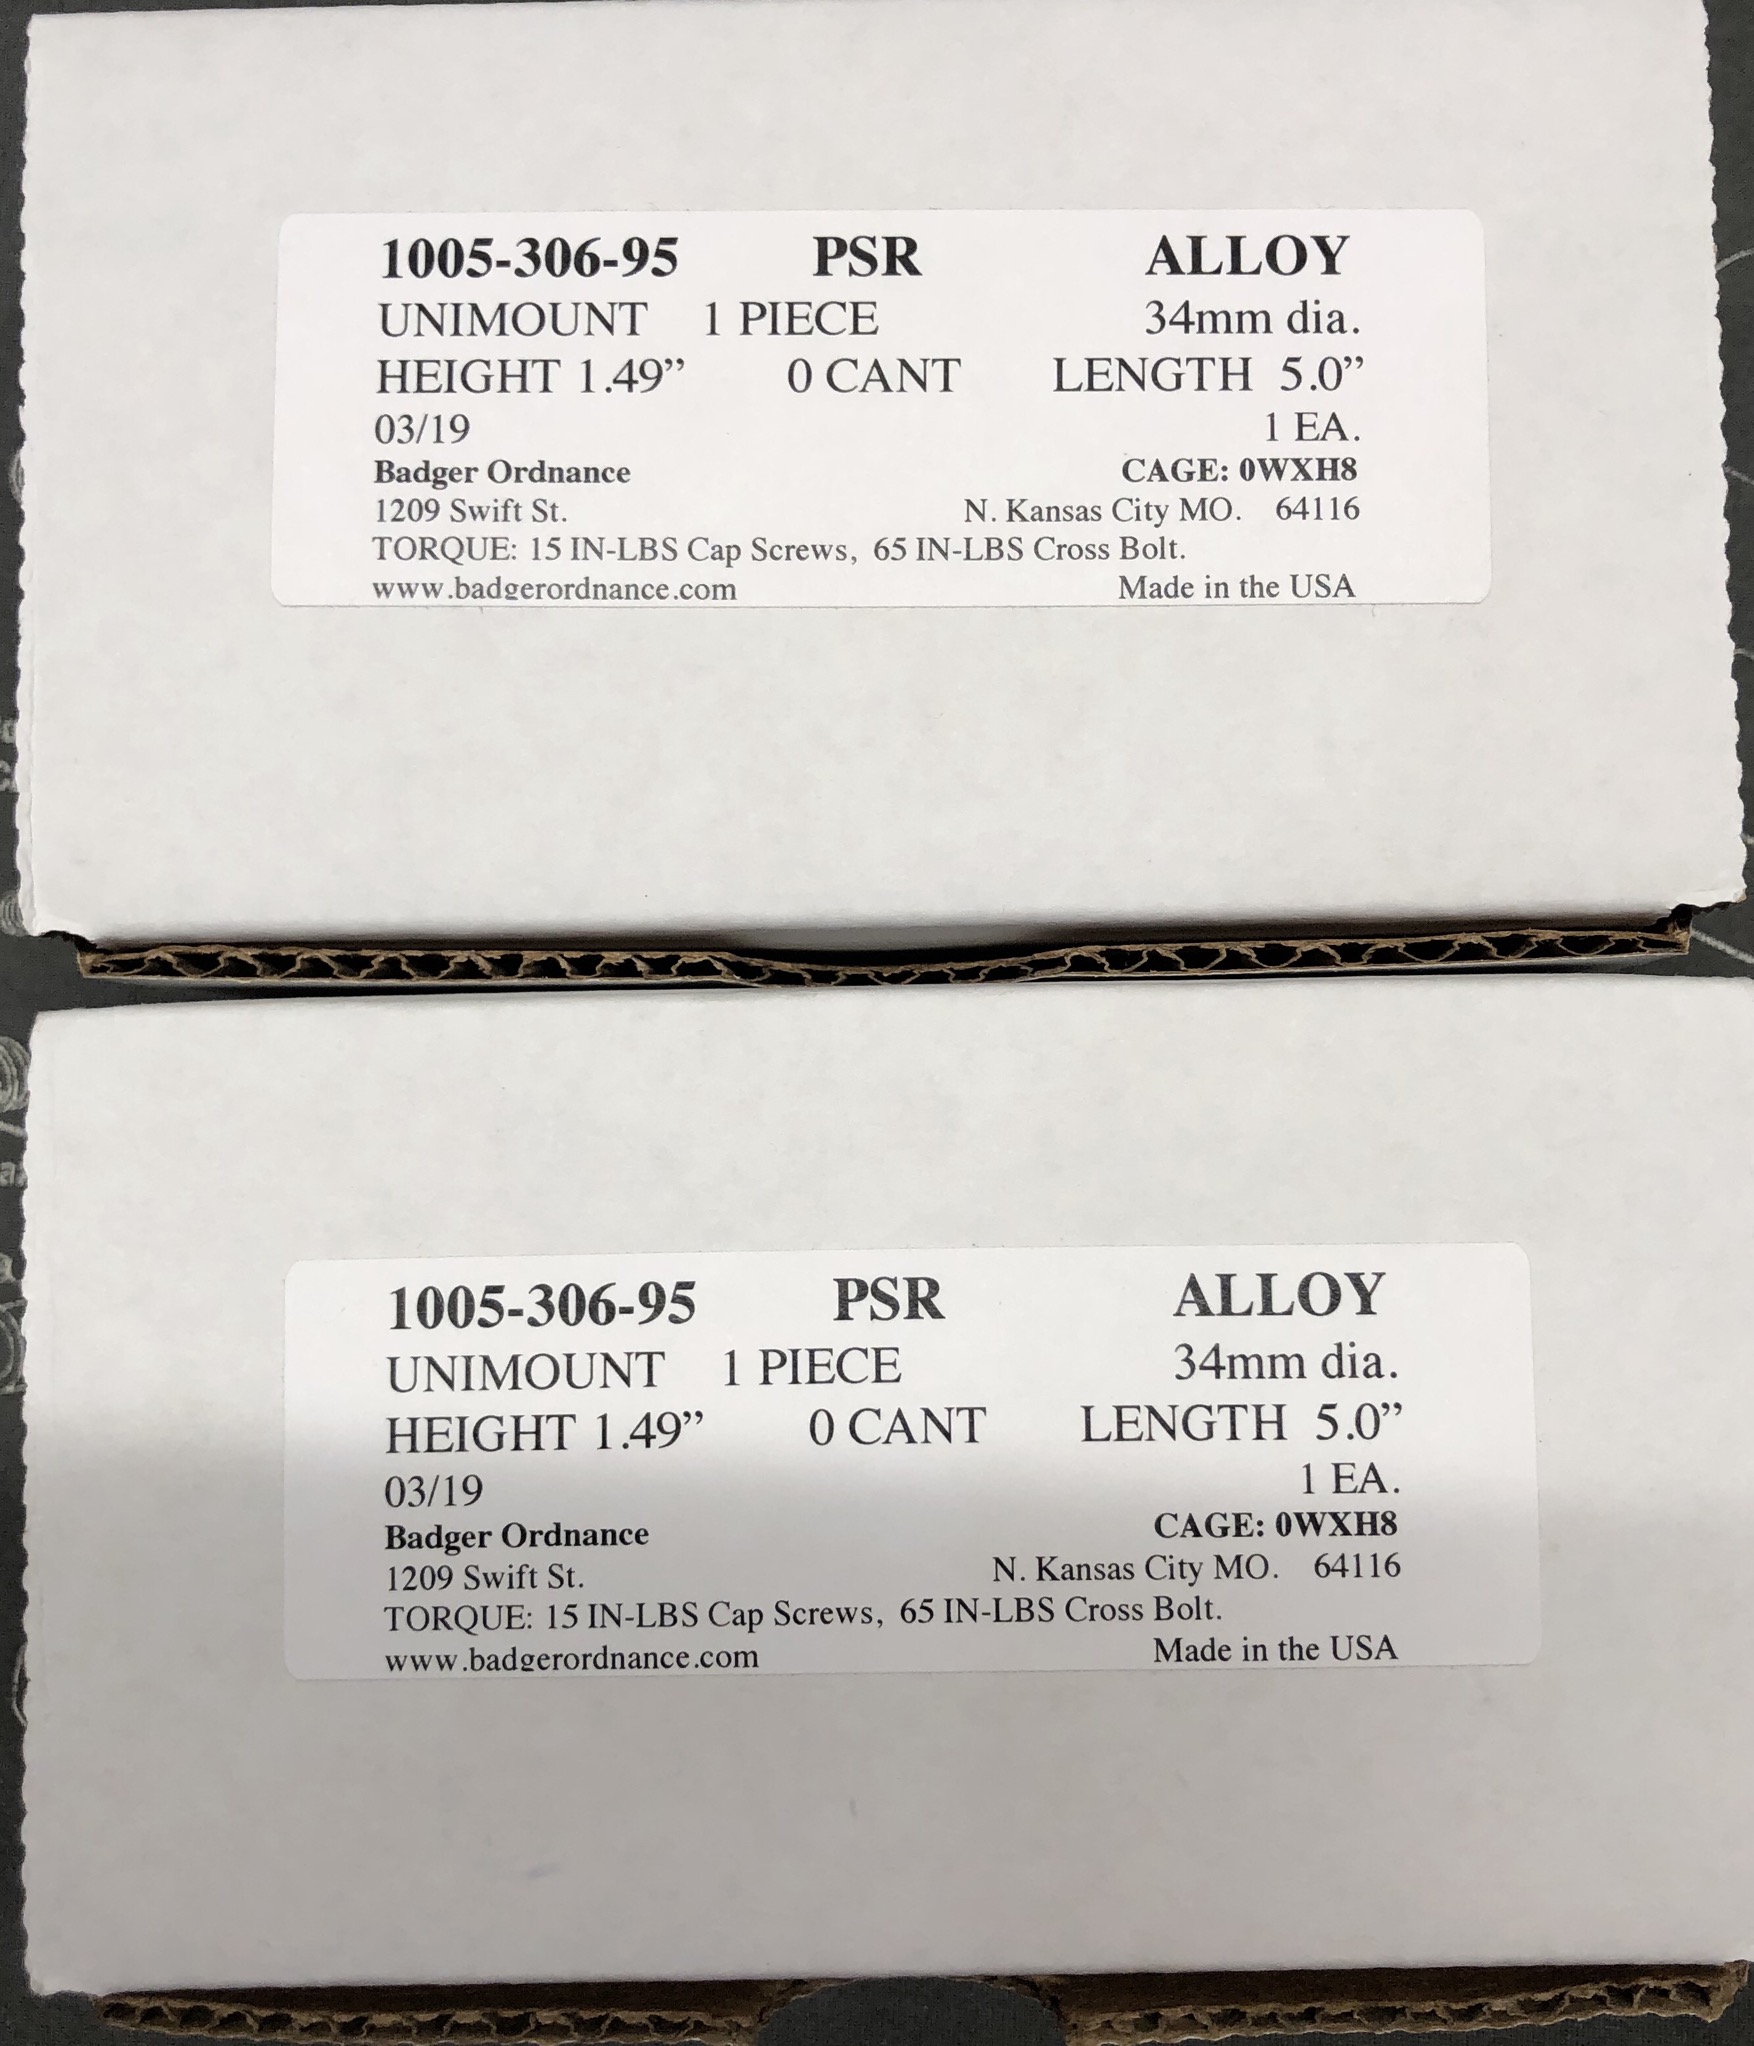 1005-306-95 PSR ALLOY
UNIMOUNT 1 PIECE 34mm dia.
HEIGHT 1.49” 0 CANT LENGTH 5.0”
03/19 1 EA.
Badger Ordnance CAGE: 0WXH8
1209 Swift St. N. Kansas City MO. 64116
TORQUE: 15 IN-LBS Cap Screws, 65 IN-LBS Cross Bolt.
www.badgerordnance.com Made in the USA
1005-306-95 PSR ALLOY
UNIMOUNT 1 PIECE 34mm dia.
HEIGHT 1.49” 0 CANT LENGTH 5.0”
03/19 1 EA.
Badger Ordnance CAGE: 0WXH8
1209 Swift St. N. Kansas City MO. 64116
TORQUE: 15 IN-LBS Cap Screws, 65 IN-LBS Cross Bolt.
www.badgerordnance.com Made in the USA